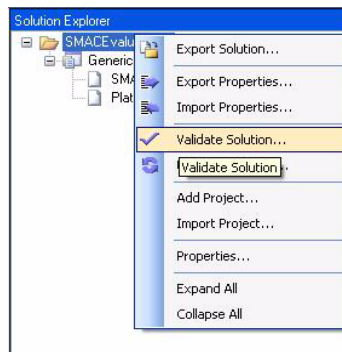 Solution Explorer
SMACEvalu
Generic
SMA
Plat
Export Solution...
Export Properties...
Import Properties...
Validate Solution...
Validate Solution
Add Project...
Import Project...
Properties...
Expand All
Collapse All